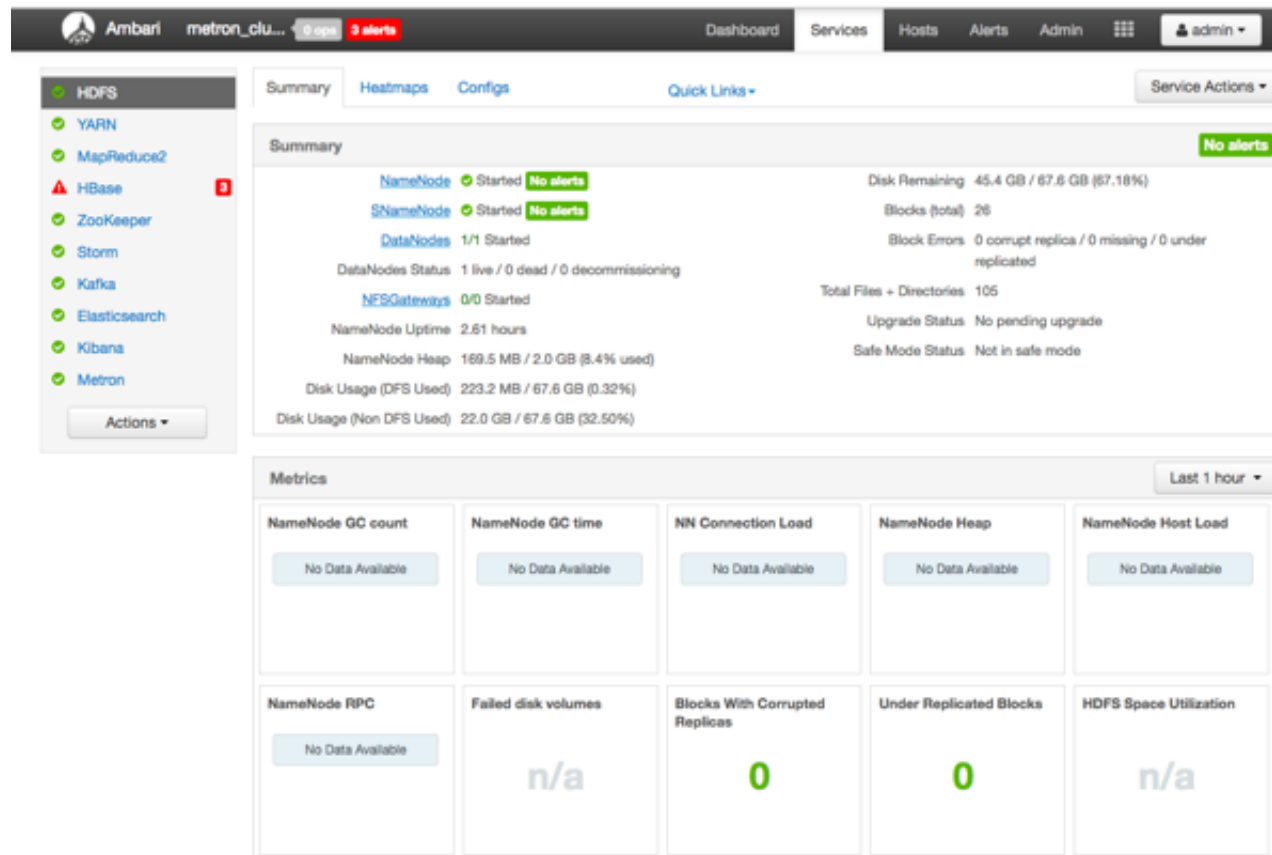 Ambari metron_clu... 0 ops 3 alerts Dashboard Services Hosts Alerts Admin admin
HDFS
YARN
MapReduce2
HBase 3
ZooKeeper
Storm
Kafka
Elasticsearch
Kibana
Metron
Actions
Summary Heatmaps Configs Quick Links Service Actions
Summary No alerts
NameNode Started No alerts
SNameNode Started No alerts
DataNodes 1/1 Started
DataNodes Status 1 live / 0 dead / 0 decommissioning
NFSGateways 0/0 Started
NameNode Uptime 2.61 hours
NameNode Heap 169.5 MB / 2.0 GB (8.4% used)
Disk Usage (DFS Used) 223.2 MB / 67.6 GB (0.32%)
Disk Usage (Non DFS Used) 22.0 GB / 67.6 GB (32.50%)
Disk Remaining 45.4 GB / 67.6 GB (67.18%)
Blocks (total) 26
Block Errors 0 corrupt replica / 0 missing / 0 under
replicated
Total Files + Directories 105
Upgrade Status No pending upgrade
Safe Mode Status Not in safe mode
Metrics Last 1 hour
NameNode GC count NameNode GC time NN Connection Load NameNode Heap NameNode Host Load
No Data Available No Data Available No Data Available No Data Available No Data Available
NameNode RPC Failed disk volumes Blocks With Corrupted Under Replicated Blocks HDFS Space Utilization
Replicas
No Data Available
n/a 0 0 n/a